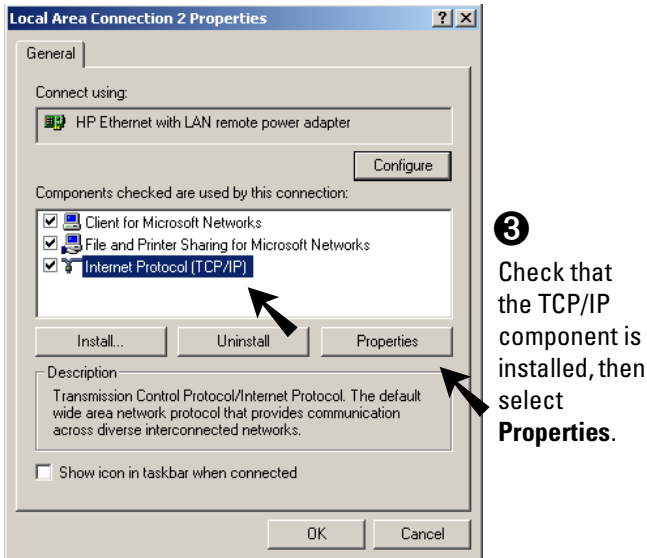 Local Area Connection 2 Properties
General
Connect using:
HP Ethernet with LAN remote power adapter
Configure
Components checked are used by this connection:
Client for Microsoft Networks
File and Printer Sharing for Microsoft Networks
Internet Protocol (TCP/IP)
Install...
Uninstall
Properties
Description
Transmission Control Protocol/Internet Protocol. The default
wide area network protocol that provides communication
across diverse interconnected networks.
Show icon in taskbar when connected
OK
Cancel
❸
Check that
the TCP/IP
component is
installed, then
select
Properties.